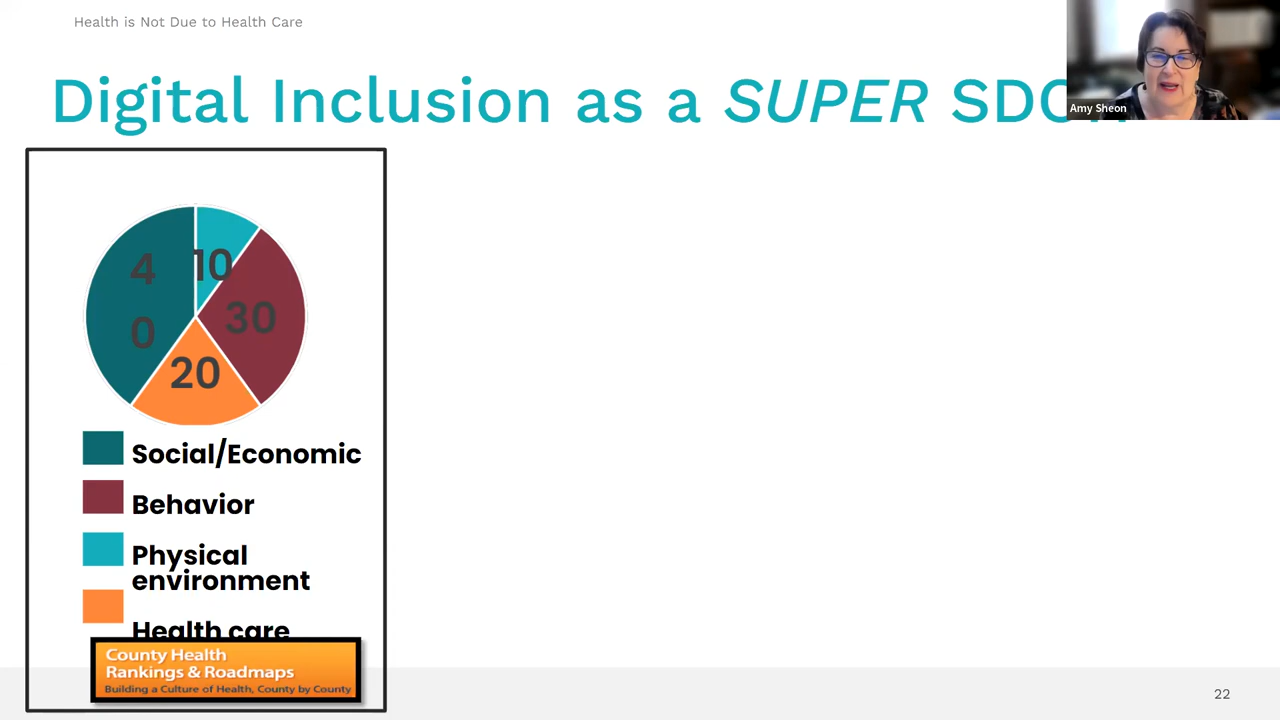 Health is Not Due to Health Care
Digital Inclusion as a SUPER
Amy Sheon
10
4
30
0
20
Social/Economic
Behavior
Physical
environment
Health care
County Health
Rankings & Roadmaps
Building a Culture of Health, County by County
22